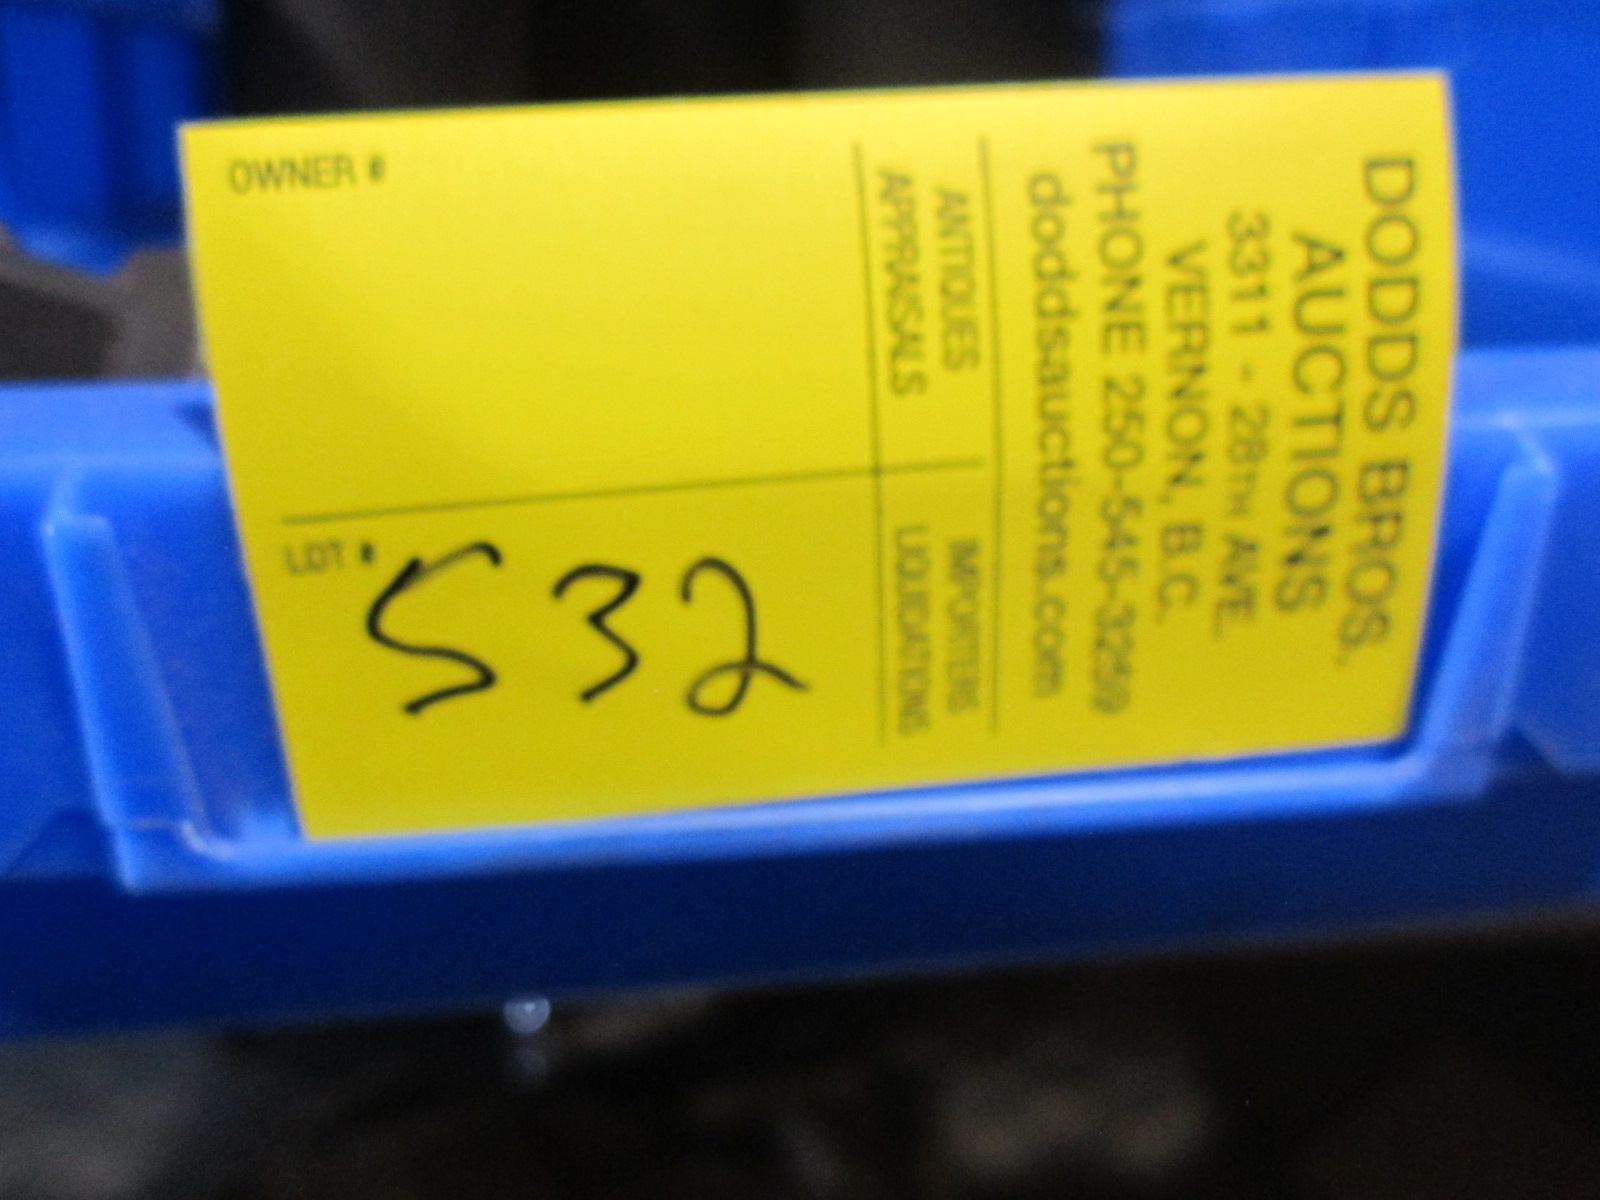 DODDS BROS.
AUCTIONS
3311 - 28TH AVE.
VERNON, B.C.
PHONE 250-545-3259
doddsauctions.com
ANTIQUES IMPORTERS
APPRAISALS LIQUIDATIONS
OWNER #
LOT # 532